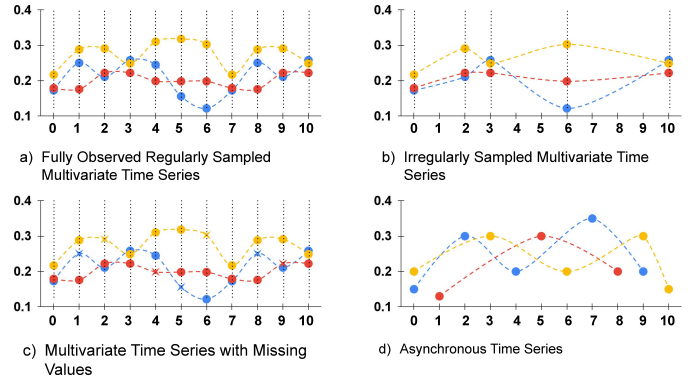 0.4
0.3
0.2
0.1
0 1 2 3 4 5 6 7 8 9 10
a) Fully Observed Regularly Sampled
Multivariate Time Series
0.4
0.3
0.2
0.1
0 1 2 3 4 5 6 7 8 9 10
b) Irregularly Sampled Multivariate Time
Series
0.4
0.3
0.2
0.1
0 1 2 3 4 5 6 7 8 9 10
c) Multivariate Time Series with Missing
Values
0.4
0.3
0.2
0.1
0 1 2 3 4 5 6 7 8 9 10
d) Asynchronous Time Series